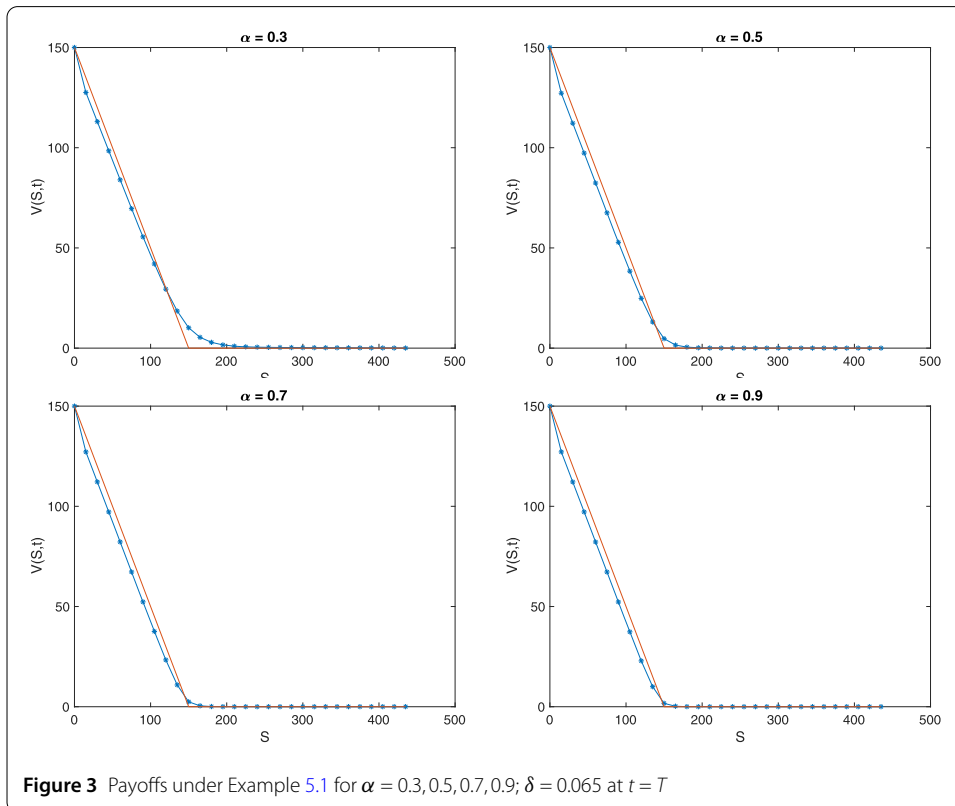 α = 0.3
α = 0.5
150
100
50
0
V(S,t)
0 100 200 300 400 500
S
150
100
50
0
V(S,t)
0 100 200 300 400 500
S
α = 0.7
α = 0.9
150
100
50
0
V(S,t)
0 100 200 300 400 500
S
150
100
50
0
V(S,t)
0 100 200 300 400 500
S
Figure 3 Payoffs under Example 5.1 for α = 0.3, 0.5, 0.7, 0.9; δ = 0.065 at t = T